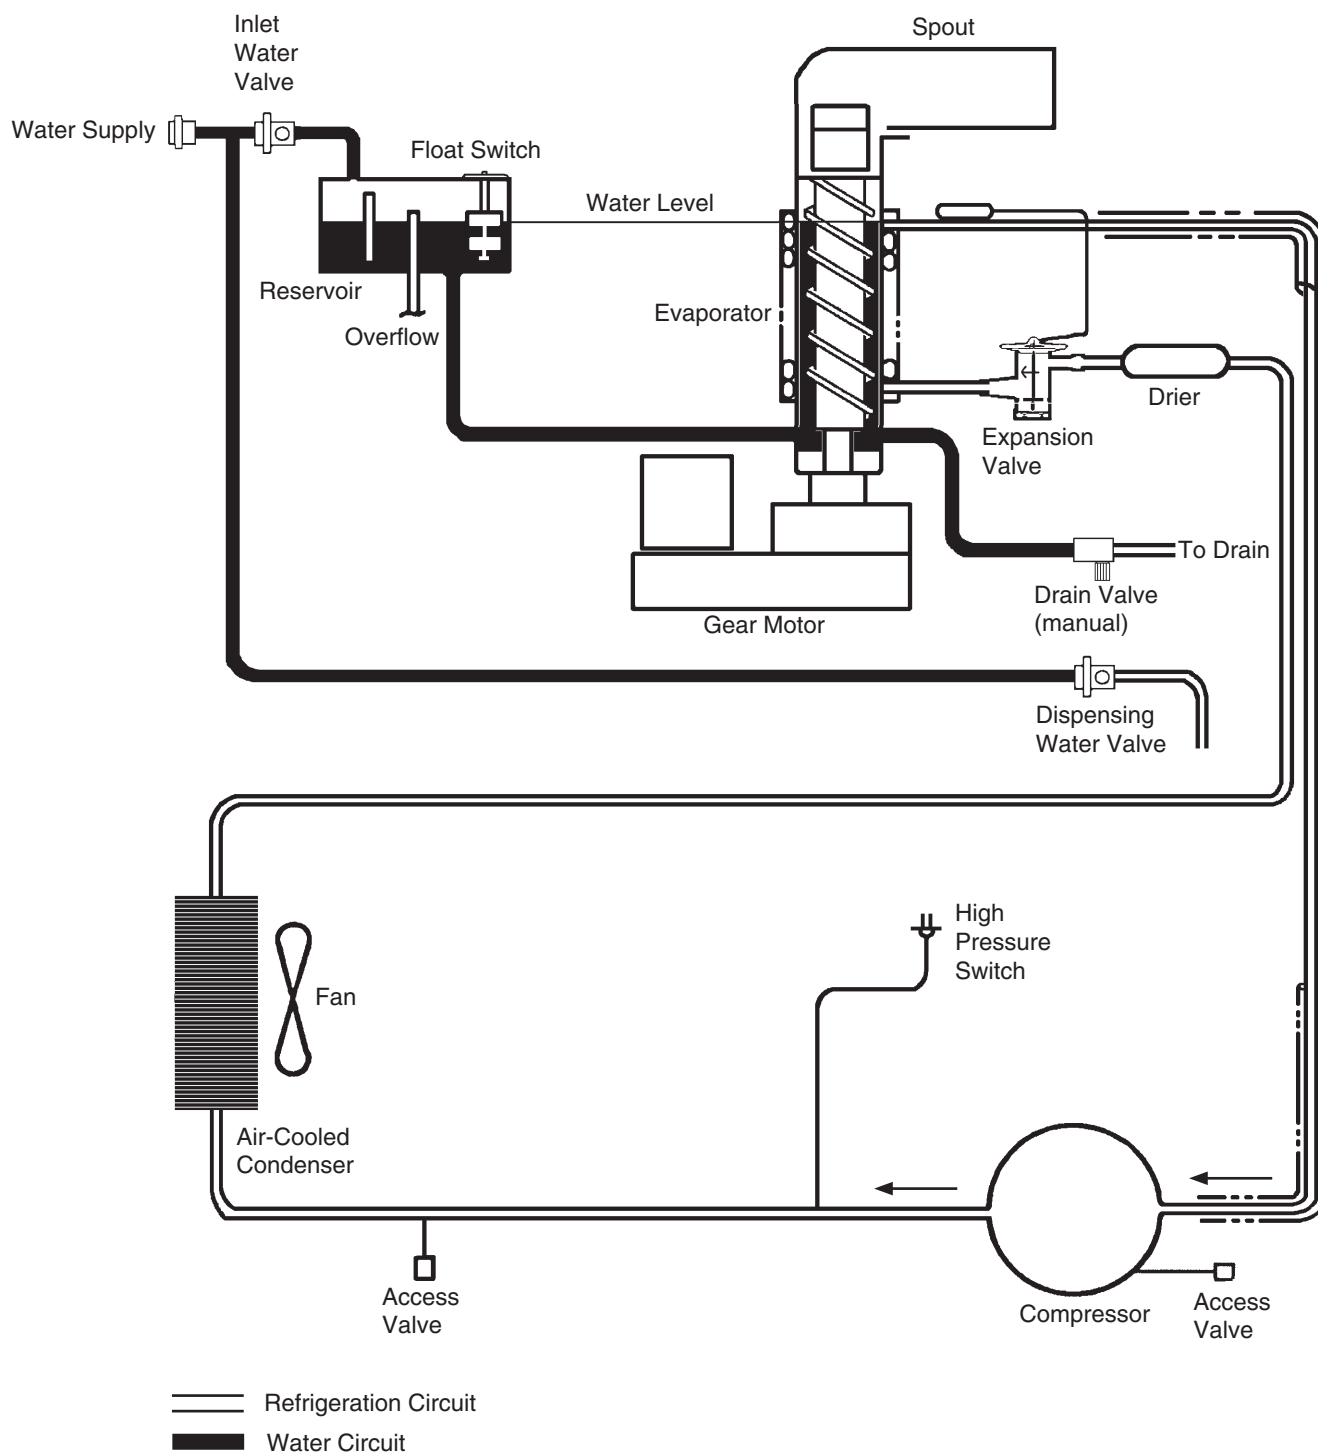 Inlet
Water
Valve
Spout
Water Supply
Float Switch
Water Level
Reservoir
Overflow
Evaporator
Drier
Expansion
Valve
To Drain
Drain Valve
(manual)
Gear Motor
Dispensing
Water Valve
High
Pressure
Switch
Fan
Air-Cooled
Condenser
Access
Valve
Compressor
Access
Valve
Refrigeration Circuit
Water Circuit